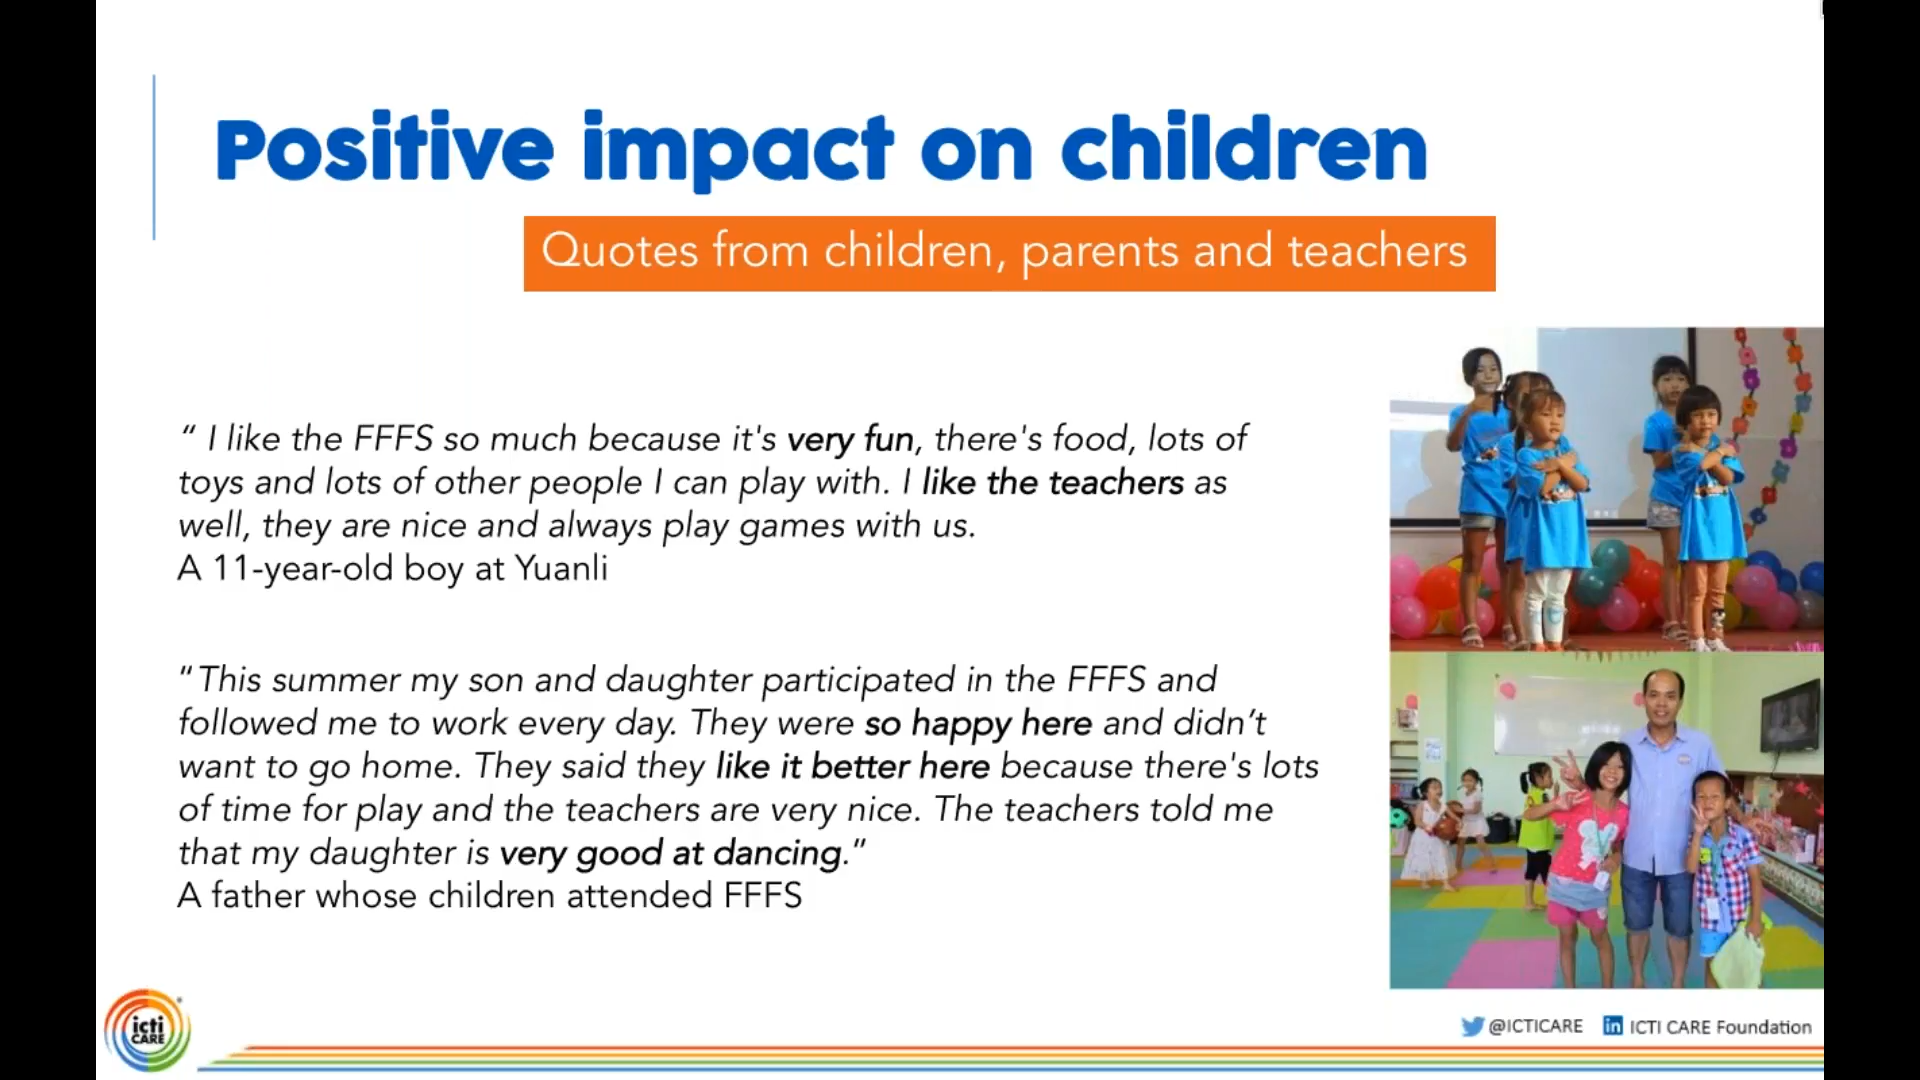 Positive impact on children
Quotes from children, parents and teachers
“ I like the FFFS so much because it's very fun, there's food, lots of
toys and lots of other people I can play with. I like the teachers as
well, they are nice and always play games with us.
A 11-year-old boy at Yuanli
“This summer my son and daughter participated in the FFFS and
followed me to work every day. They were so happy here and didn’t
want to go home. They said they like it better here because there's lots
of time for play and the teachers are very nice. The teachers told me
that my daughter is very good at dancing.”
A father whose children attended FFFS
icti
CARE
@ICTICARE
in ICTI CARE Foundation